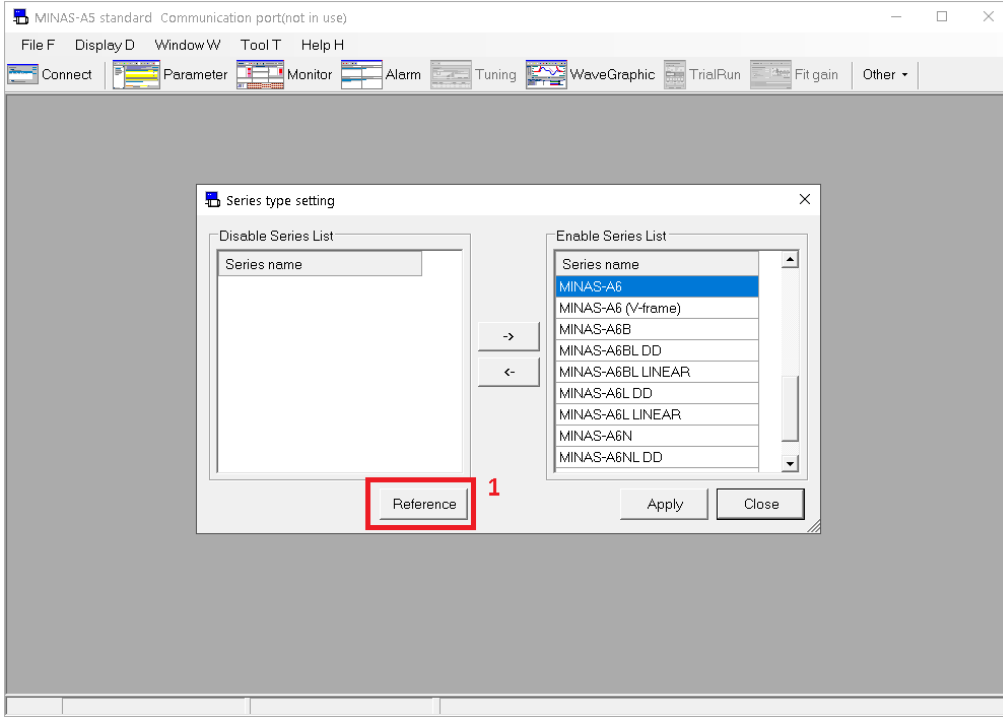 MINAS-A5 standard Communication port(not in use)
File F Display D Window W Tool T Help H
Connect Parameter Monitor Alarm Tuning WaveGraphic TrialRun Fit gain Other
Series type setting
Disable Series List
Series name
Enable Series List
Series name
MINAS-A6
MINAS-A6 (V-frame)
MINAS-A6B
MINAS-A6BL DD
MINAS-A6BL LINEAR
MINAS-A6L DD
MINAS-A6L LINEAR
MINAS-A6N
MINAS-A6NL DD
->
<-
Reference
1
Apply
Close